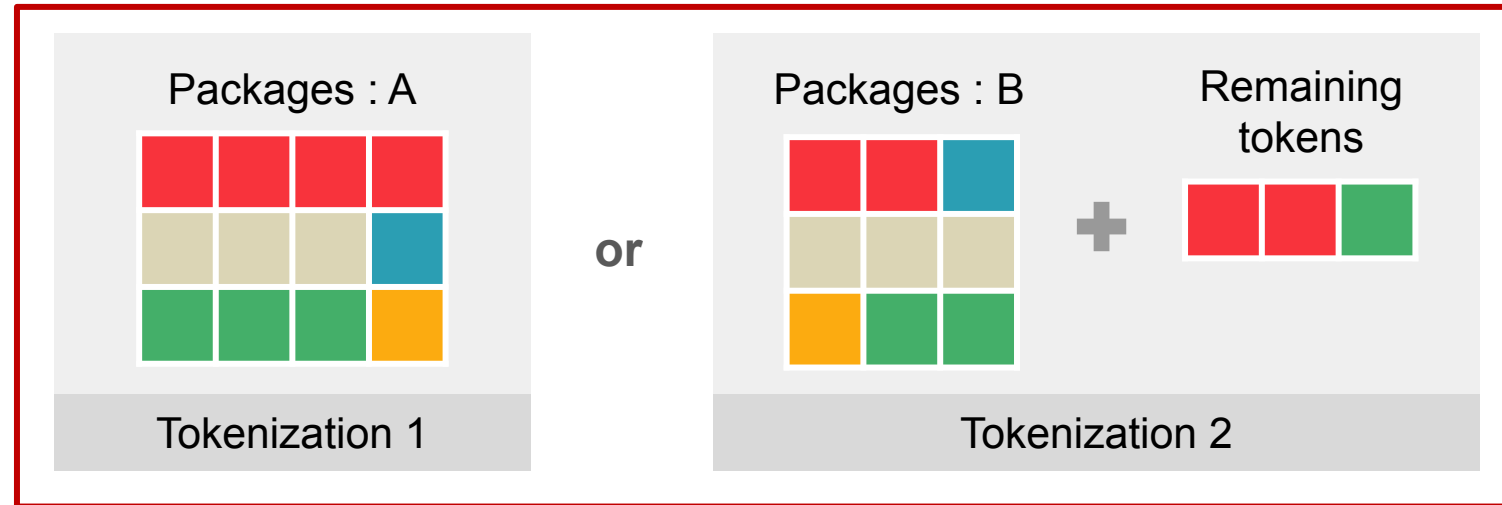 Packages : A
Tokenization 1
or
Packages : B
Remaining
tokens
Tokenization 2